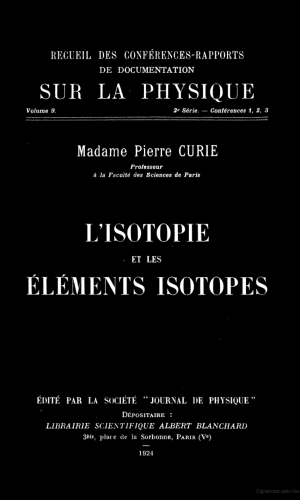 RECUEIL DES CONFÉRENCES-RAPPORTS
DE DOCUMENTATION
SUR LA PHYSIQUE
Volume 9. 2e Série. — Conférences 1, 2, 3
Madame Pierre CURIE
Professeur
à la Faculté des Sciences de Paris
L'ISOTOPIE
ET LES
ÉLÉMENTS ISOTOPES
ÉDITÉ PAR LA SOCIÉTÉ "JOURNAL DE PHYSIQUE"
DÉPOSITAIRE :
LIBRAIRIE SCIENTIFIQUE ALBERT BLANCHARD
place de la Sorbonne, PARIS (Ve)
1924